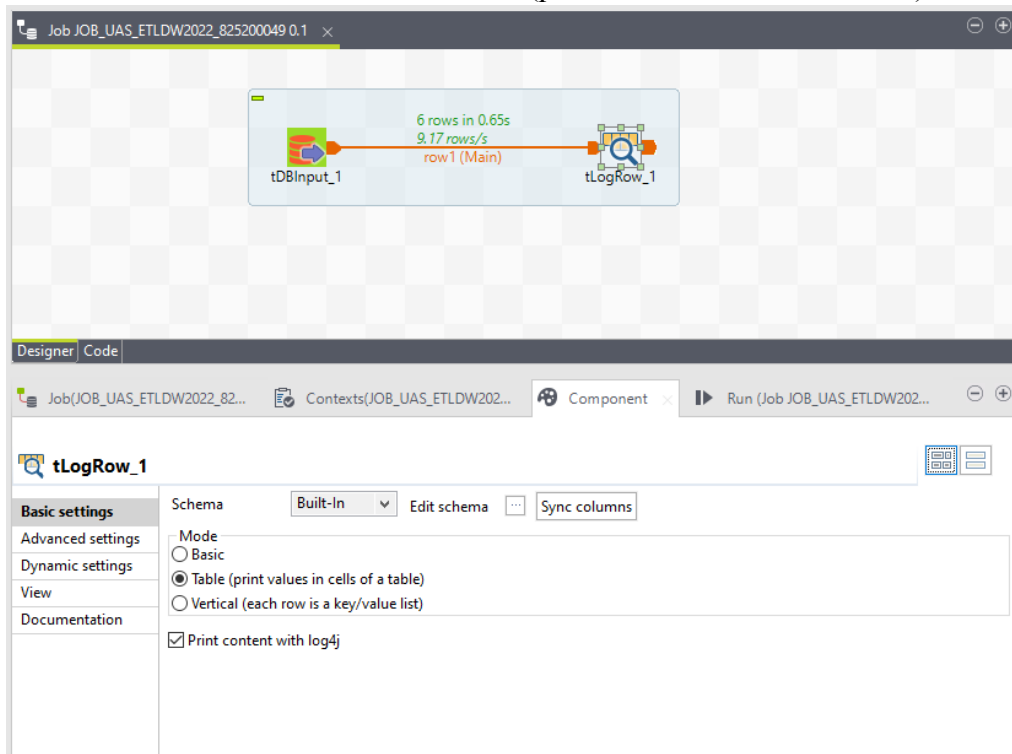 Job JOB_UAS_ETLDW2022_825200049 0.1
6 rows in 0.65s
9.17 rows/s
row1 (Main)
tDBInput_1
tLogRow_1
Designer
Code
Job(JOB_UAS_ETLDW2022_82...
Contexts(JOB_UAS_ETLDW202...
Component
Run (Job JOB_UAS_ETLDW202...
tLogRow_1
Basic settings
Advanced settings
Dynamic settings
View
Documentation
Schema
Built-In
Edit schema
...
Sync columns
Mode
Basic
Table (print values in cells of a table)
Vertical (each row is a key/value list)
Print content with log4j